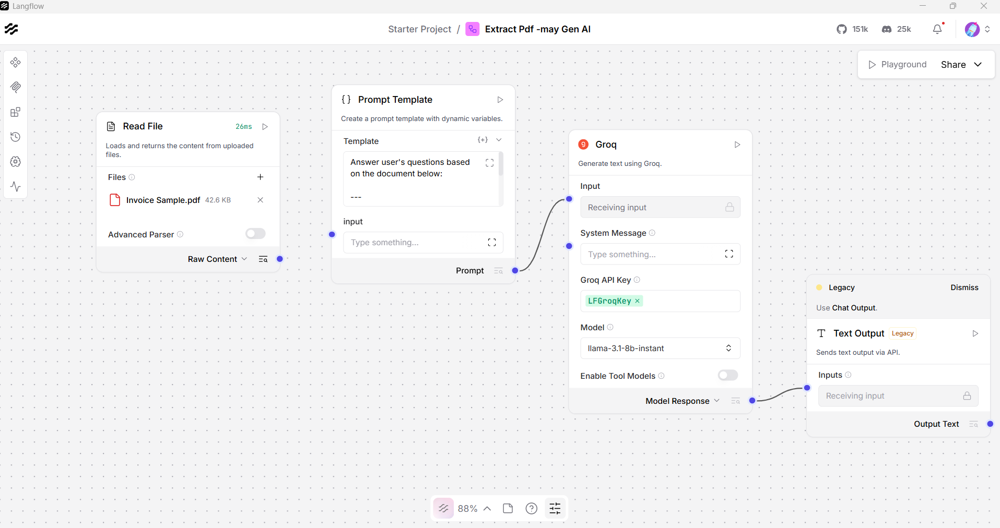 Langflow
Starter Project / Extract Pdf -may Gen AI
151k
25k
Playground
Share
Read File
26ms
Loads and returns the content from uploaded
files.
Files
Invoice Sample.pdf 42.6 KB
Advanced Parser
Raw Content
{} Prompt Template
Create a prompt template with dynamic variables.
Template
{+}
Answer user's questions based
on the document below:
---
input
Type something...
Prompt
Groq
Generate text using Groq.
Input
Receiving input
System Message
Type something...
Groq API Key
LFGroqKey
Model
llama-3.1-8b-instant
Enable Tool Models
Model Response
Legacy
Dismiss
Use Chat Output.
Text Output Legacy
Sends text output via API.
Inputs
Receiving input
Output Text
88%